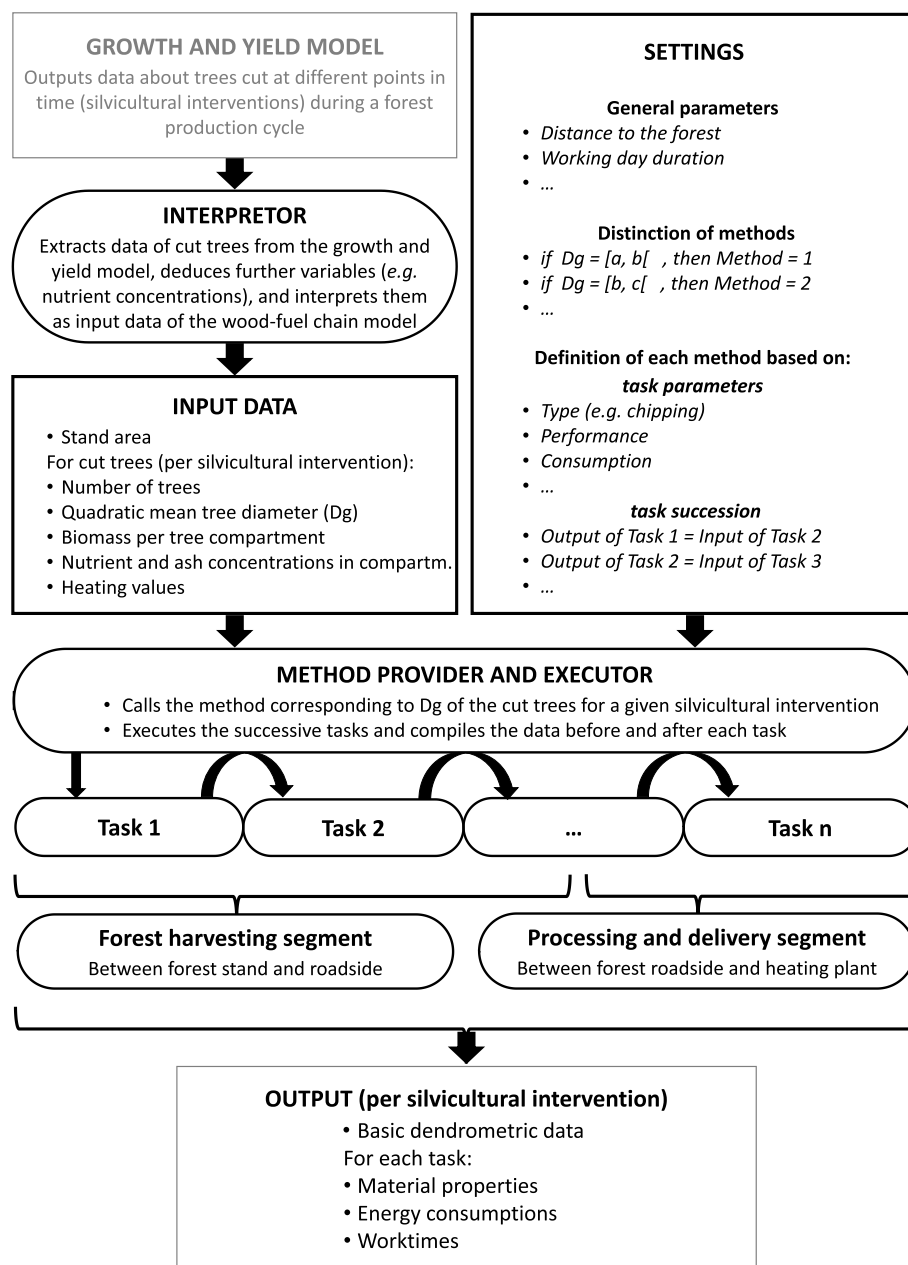 GROWTH AND YIELD MODEL
Outputs data about trees cut at different points in
time (silvicultural interventions) during a forest
production cycle
INTERPRETOR
Extracts data of cut trees from the growth and
yield model, deduces further variables (e.g.
nutrient concentrations), and interprets them
as input data of the wood-fuel chain model
INPUT DATA
• Stand area
For cut trees (per silvicultural intervention):
• Number of trees
• Quadratic mean tree diameter (Dg)
• Biomass per tree compartment
• Nutrient and ash concentrations in compartm.
• Heating values
SETTINGS
General parameters
• Distance to the forest
• Working day duration
• ...
Distinction of methods
• if Dg = [a, b[ , then Method = 1
• if Dg = [b, c[ , then Method = 2
• ...
Definition of each method based on:
task parameters
• Type (e.g. chipping)
• Performance
• Consumption
• ...
task succession
• Output of Task 1 = Input of Task 2
• Output of Task 2 = Input of Task 3
• ...
METHOD PROVIDER AND EXECUTOR
• Calls the method corresponding to Dg of the cut trees for a given silvicultural intervention
• Executes the successive tasks and compiles the data before and after each task
Task 1
Task 2
...
Task n
Forest harvesting segment
Between forest stand and roadside
Processing and delivery segment
Between forest roadside and heating plant
OUTPUT (per silvicultural intervention)
• Basic dendrometric data
For each task:
• Material properties
• Energy consumptions
• Worktimes